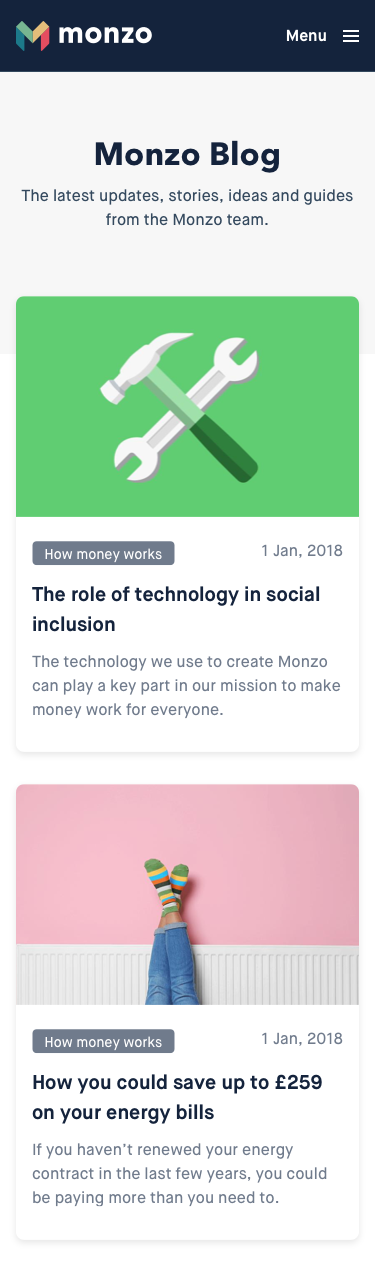 monzo
Menu
Monzo Blog
The latest updates, stories, ideas and guides
from the Monzo team.
How money works
1 Jan, 2018
The role of technology in social
inclusion
The technology we use to create Monzo
can play a key part in our mission to make
money work for everyone.
How money works
1 Jan, 2018
How you could save up to £259
on your energy bills
If you haven’t renewed your energy
contract in the last few years, you could
be paying more than you need to.